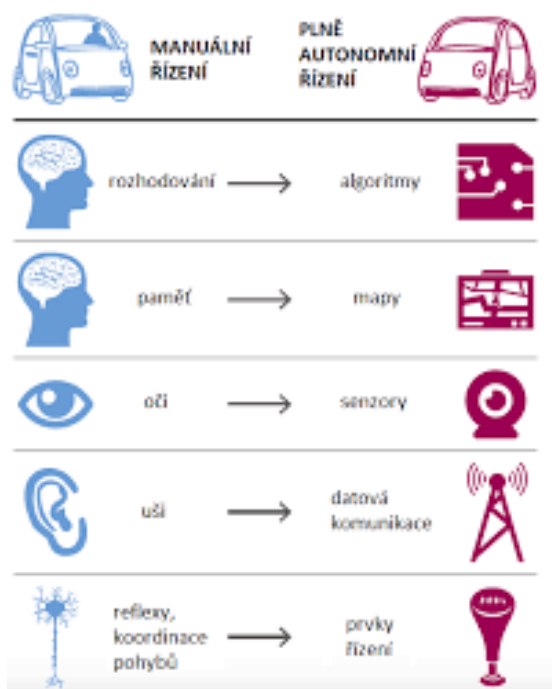 MANUÁLNÍ
ŘÍZENÍ
PLNĚ
AUTONOMNÍ
ŘÍZENÍ
rozhodování
algoritmy
paměť
mapy
oči
senzory
uši
datová
komunikace
reflexy,
koordinace
pohybů
prvky
řízení